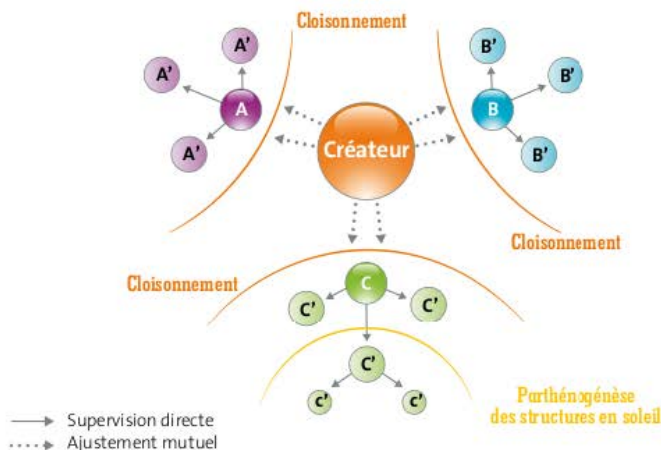 Cloisonnement
A'
A'
A
A'
B'
B'
B
B'
Créateur
Cloisonnement
Cloisonnement
C
C'
C'
C'
c'
c'
Parthénogénèse
des structures en soleil
Supervision directe
Ajustement mutuel